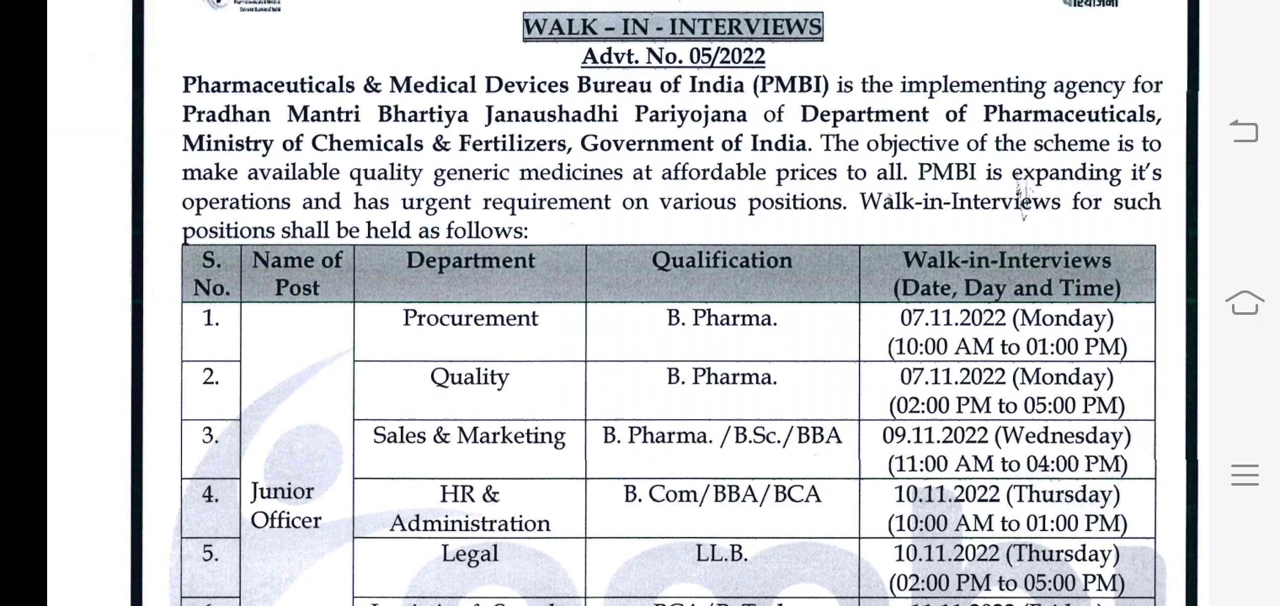 परियोजना
WALK – IN - INTERVIEWS
Advt. No. 05/2022
Pharmaceuticals & Medical Devices Bureau of India (PMBI) is the implementing agency for
Pradhan Mantri Bhartiya Janaushadhi Pariyojana of Department of Pharmaceuticals,
Ministry of Chemicals & Fertilizers, Government of India. The objective of the scheme is to
make available quality generic medicines at affordable prices to all. PMBI is expanding it's
operations and has urgent requirement on various positions. Walk-in-Interviews for such
positions shall be held as follows:
S. No. Name of Post Department Qualification Walk-in-Interviews (Date, Day and Time)
1. Procurement B. Pharma. 07.11.2022 (Monday)
(10:00 AM to 01:00 PM)
2. Quality B. Pharma. 07.11.2022 (Monday)
(02:00 PM to 05:00 PM)
3. Sales & Marketing B. Pharma. /B.Sc./BBA 09.11.2022 (Wednesday)
(11:00 AM to 04:00 PM)
4. Junior HR & B. Com/BBA/BCA 10.11.2022 (Thursday)
Officer Administration (10:00 AM to 01:00 PM)
5. Legal LL.B. 10.11.2022 (Thursday)
(02:00 PM to 05:00 PM)